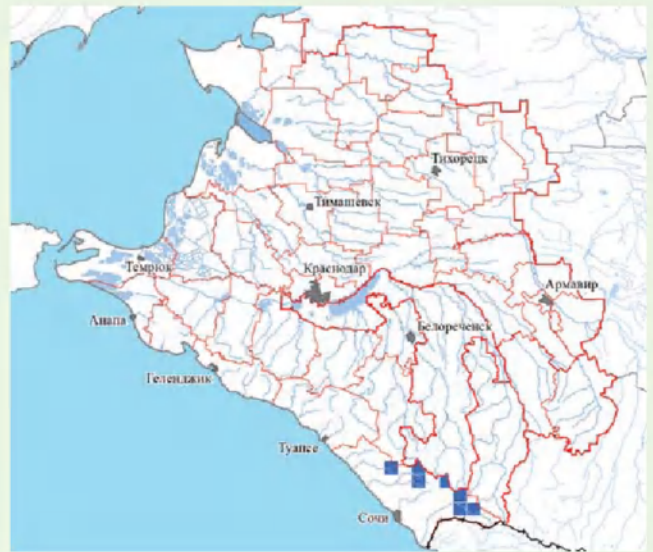 Тихорецк
Тимашевск
Темрюк
Краснодар
Армавир
Анапа
Белореченск
Геленджик
Туапсе
Сочи